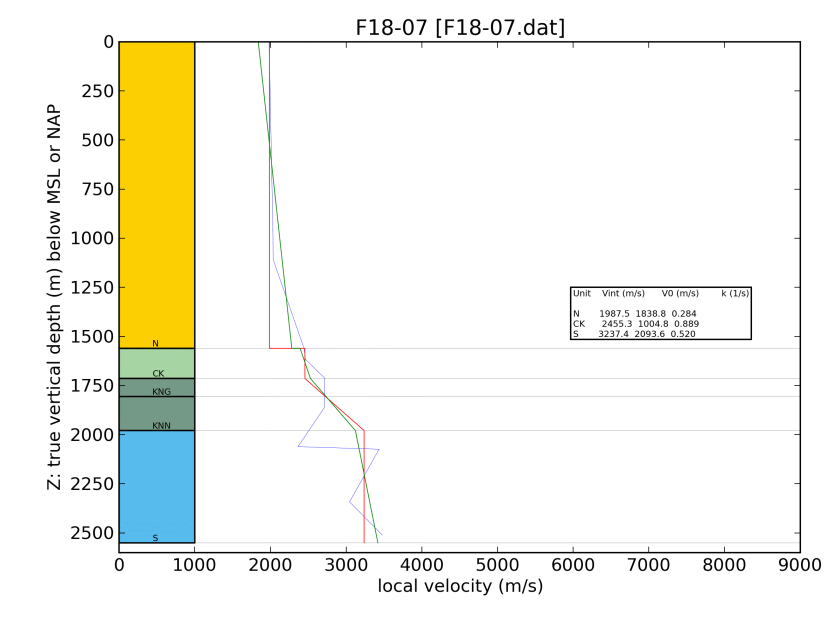 F18-07 [F18-07.dat]
0
250
500
750
1000
1250
1500
1750
2000
2250
2500
Z: true vertical depth (m) below MSL or NAP
N
CK
KNG
KNN
S
Unit Vint (m/s) V0 (m/s) k (1/s)
N 1987.5 1838.8 0.284
CK 2455.3 1004.8 0.889
S 3237.4 2093.6 0.520
0 1000 2000 3000 4000 5000 6000 7000 8000 9000
local velocity (m/s)